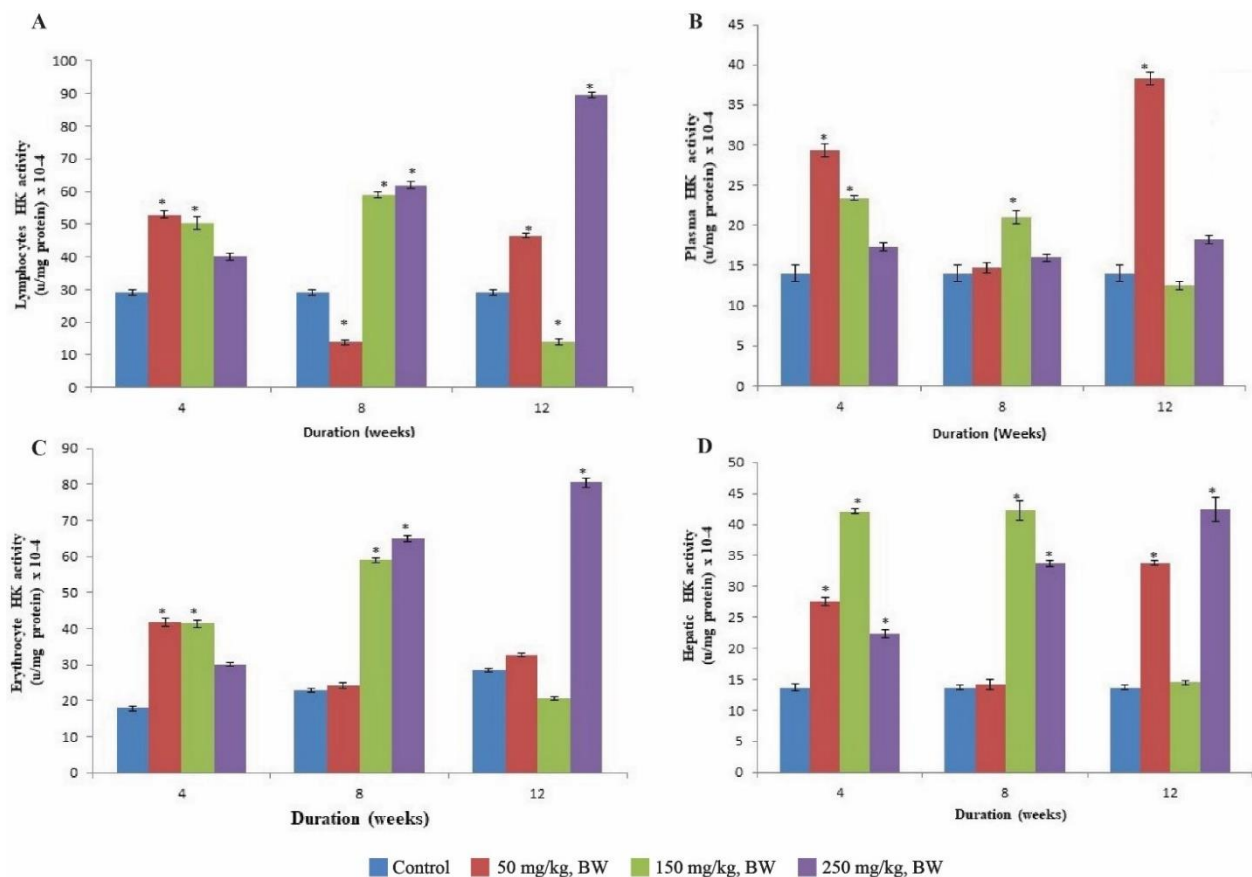 A
Lymphocytes HK activity
(u/mg protein) x 10-4
100
90
80
70
60
50
40
30
20
10
0
* * * * * * * *
4 8 12
Duration (weeks)
B
Plasma HK activity
(u/mg protein) x 10-4
45
40
35
30
25
20
15
10
5
0
* * * *
4 8 12
Duration (Weeks)
C
Erythrocyte HK activity
(u/mg protein) x 10-4
90
80
70
60
50
40
30
20
10
0
* * * * *
4 8 12
Duration (weeks)
D
Hepatic HK activity
(u/mg protein) x 10-4
50
45
40
35
30
25
20
15
10
5
0
* * * * * * *
4 8 12
Duration (weeks)
Control 50 mg/kg, BW 150 mg/kg, BW 250 mg/kg, BW